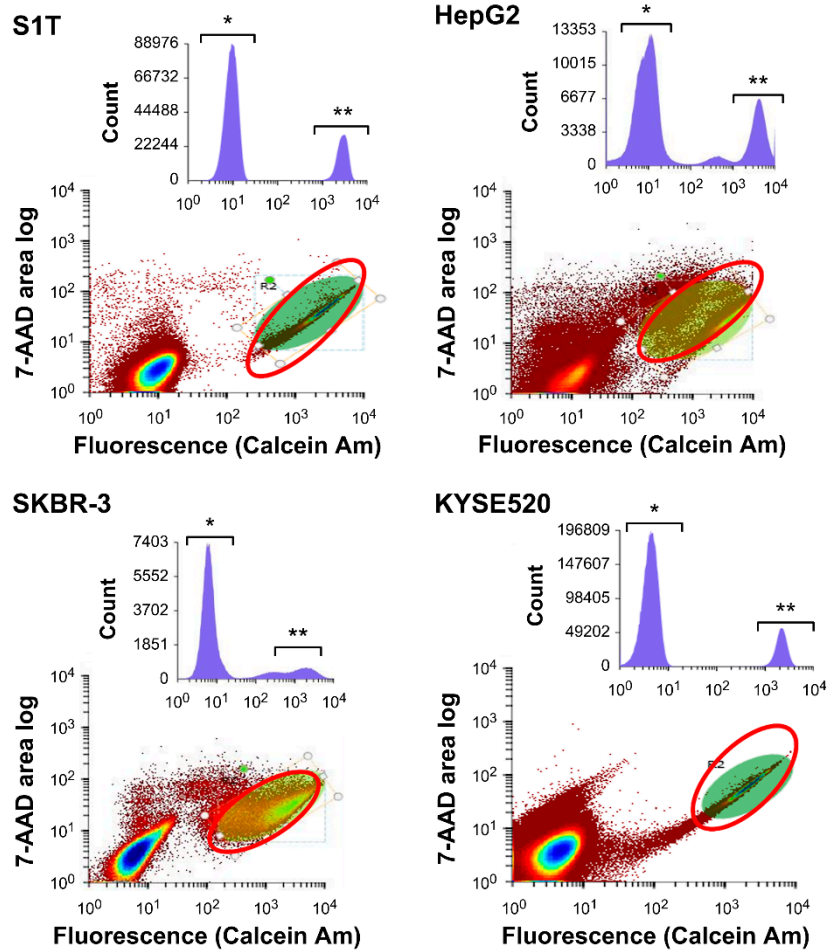 S1T
*
**
88976
66732
44488
22244
0
Count
10⁰ 10¹ 10² 10³ 10⁴
7-AAD area log
10⁴
10³
10²
10¹
10⁰
R.2
10⁰ 10¹ 10² 10³ 10⁴
Fluorescence (Calcein Am)
HepG2
*
**
13353
10015
6677
3338
0
Count
10⁰ 10¹ 10² 10³ 10⁴
7-AAD area log
10⁴
10³
10²
10¹
10⁰
10⁰ 10¹ 10² 10³ 10⁴
Fluorescence (Calcein Am)
SKBR-3
*
**
7403
5552
3702
1851
0
Count
10⁰ 10¹ 10² 10³ 10⁴
7-AAD area log
10⁴
10³
10²
10¹
10⁰
10⁰ 10¹ 10² 10³ 10⁴
Fluorescence (Calcein Am)
KYSE520
*
**
196809
147607
98405
49202
0
Count
10⁰ 10¹ 10² 10³ 10⁴
7-AAD area log
10⁴
10³
10²
10¹
10⁰
R.2
10⁰ 10¹ 10² 10³ 10⁴
Fluorescence (Calcein Am)